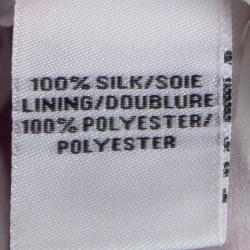 100% SILK/SOIE
LINING/DOUBLURE
100% POLYESTER/
POLYESTER